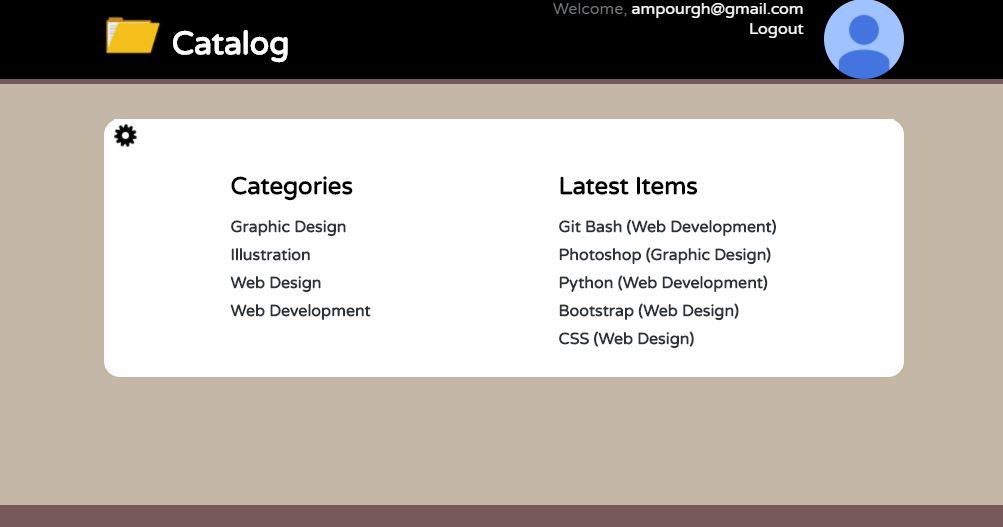 Welcome, ampourgh@gmail.com
Logout
Catalog
Categories
Graphic Design
Illustration
Web Design
Web Development
Latest Items
Git Bash (Web Development)
Photoshop (Graphic Design)
Python (Web Development)
Bootstrap (Web Design)
CSS (Web Design)